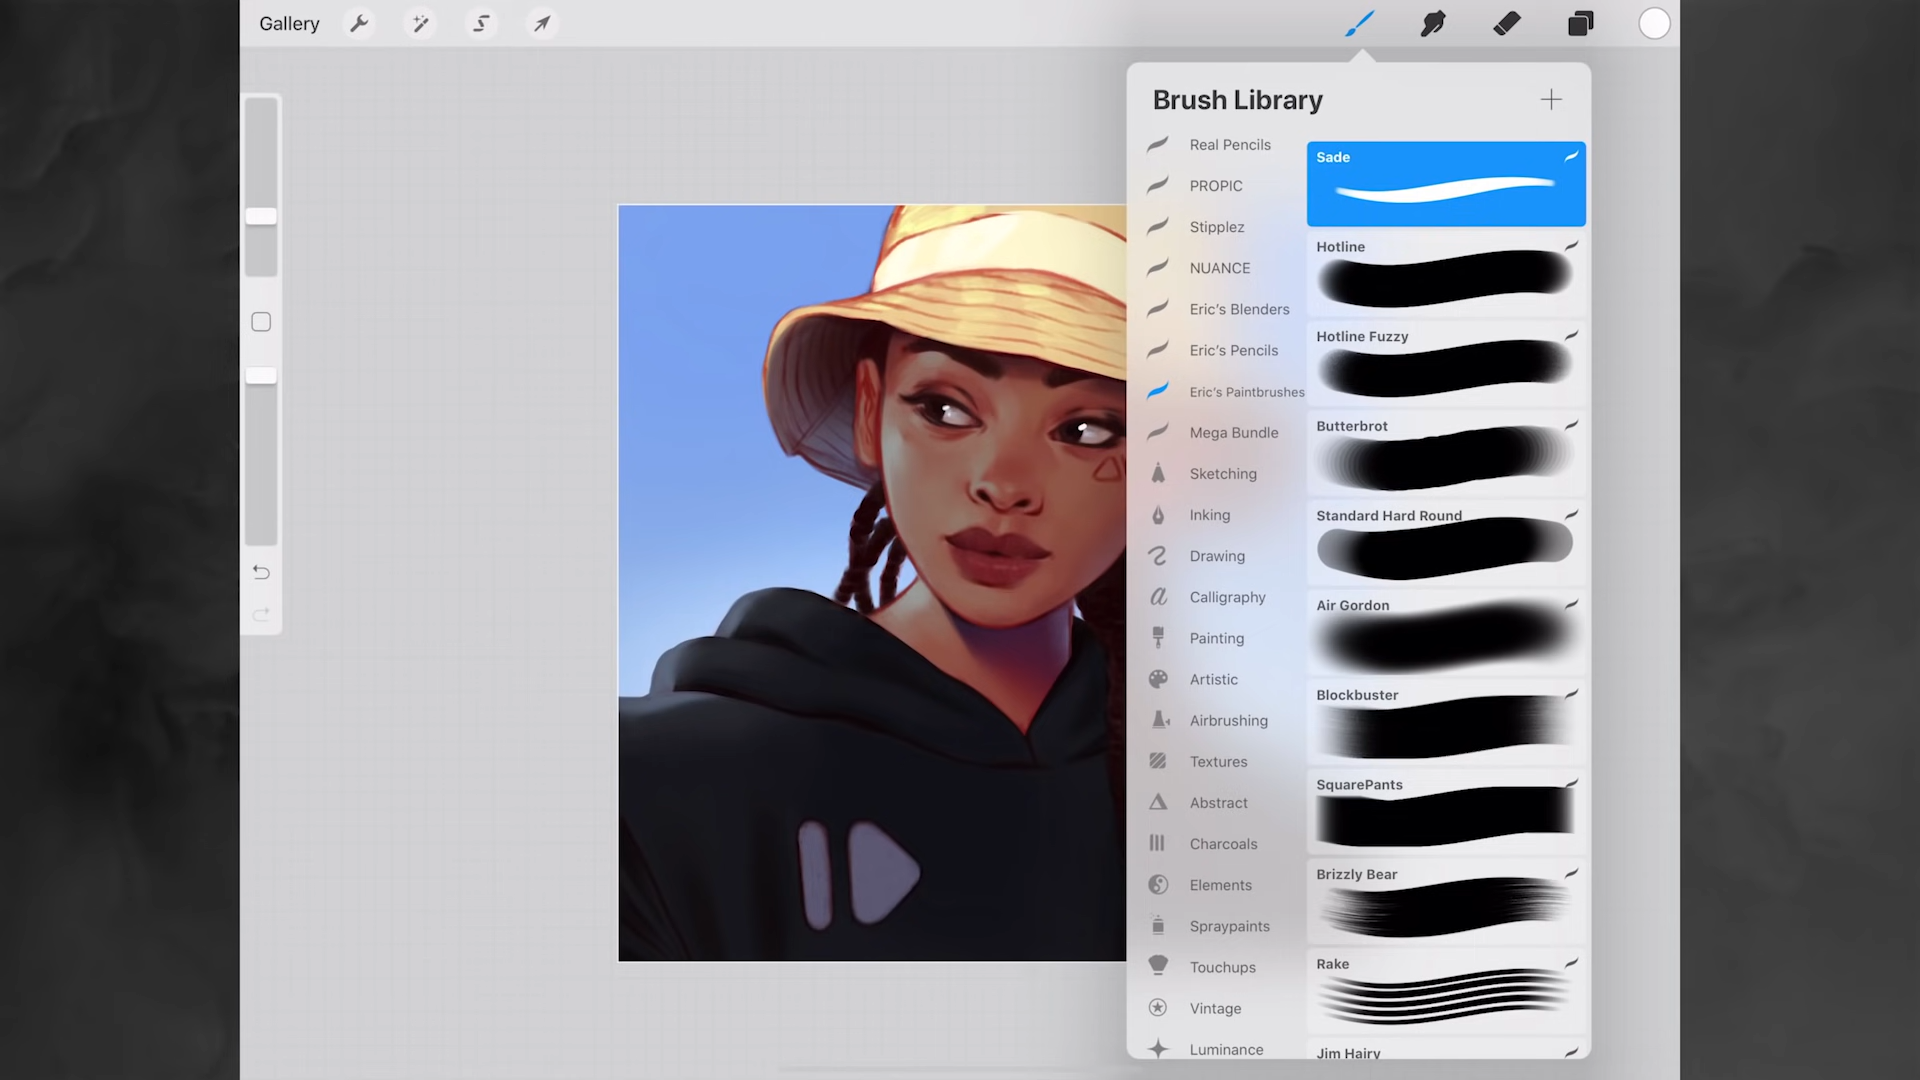 Gallery
Brush Library
Real Pencils
PROPIC
Stipplez
NUANCE
Eric's Blenders
Eric's Pencils
Eric's Paintbrushes
Mega Bundle
Sketching
Inking
Drawing
Calligraphy
Painting
Artistic
Airbrushing
Textures
Abstract
Charcoals
Elements
Spraypaints
Touchups
Vintage
Luminance
Sade
Hotline
Hotline Fuzzy
Butterbrot
Standard Hard Round
Air Gordon
Blockbuster
SquarePants
Brizzly Bear
Rake
Jim Hairy